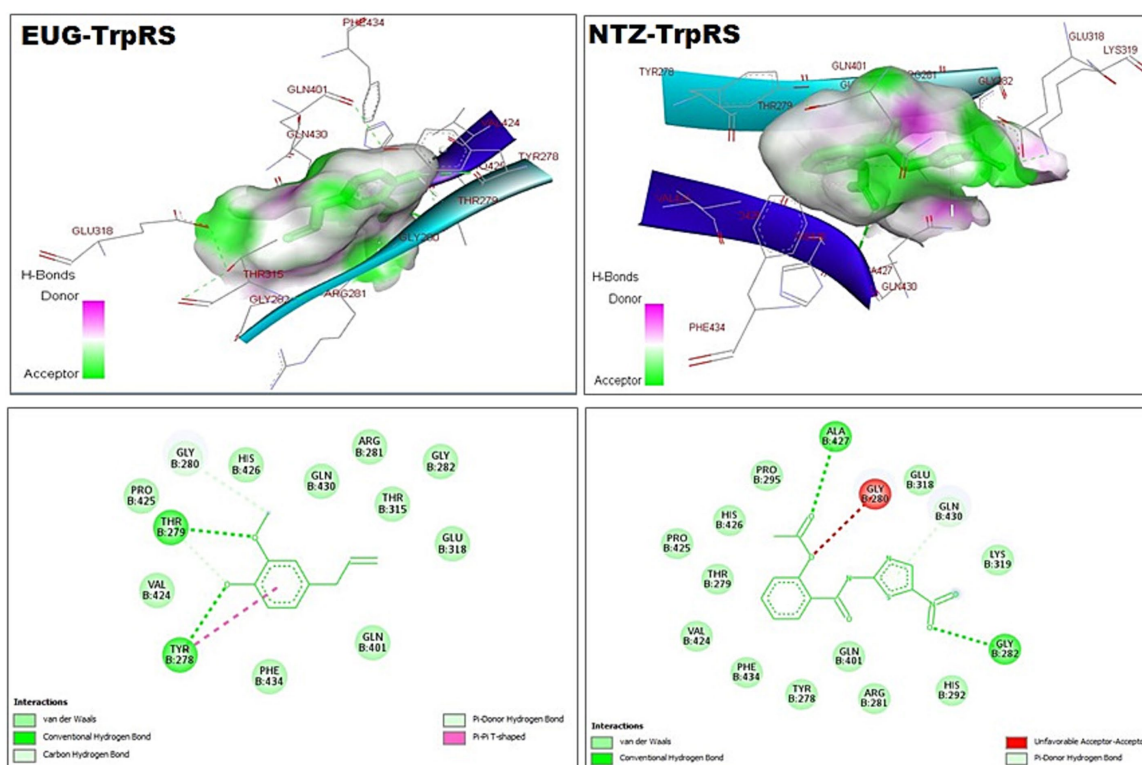 EUG-TrpRS
PHE434
GLN401
GLN430
TYR278
THR279
GLY280
GLU318
THR315
GLY282
ARG281
H-Bonds
Donor
Acceptor
NTZ-TrpRS
GLU318
LYS319
GLN401
TYR278
THR279
PHE434
GLN430
H-Bonds
Donor
Acceptor
GLY
B:280
HIS
B:426
ARG
B:281
GLY
B:282
GLN
B:430
PRO
B:425
THR
B:315
THR
B:279
GLU
B:318
VAL
B:424
GLN
B:401
TYR
B:278
PHE
B:434
Interactions
van der Waals
Conventional Hydrogen Bond
Carbon Hydrogen Bond
Pi-Donor Hydrogen Bond
Pi-Pi T-shaped
ALA
B:427
PRO
B:295
GLU
B:318
GLY
B:280
GLN
B:430
HIS
B:426
PRO
B:425
LYS
B:319
THR
B:279
VAL
B:424
GLN
B:401
GLY
B:282
PHE
B:434
TYR
B:278
ARG
B:281
HIS
B:292
Interactions
van der Waals
Conventional Hydrogen Bond
Unfavorable Acceptor-Accepto
Pi-Donor Hydrogen Bond